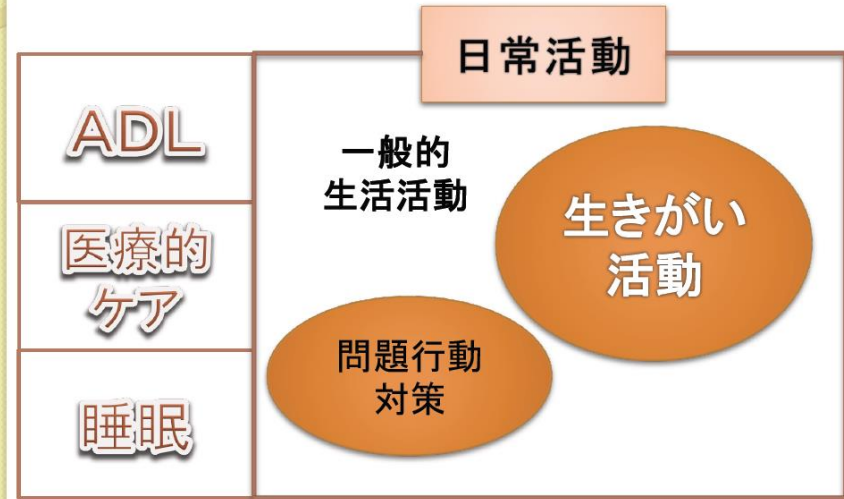 日常活動
ADL
医療的
ケア
睡眠
一般的
生活活動
生きがい
活動
問題行動
対策